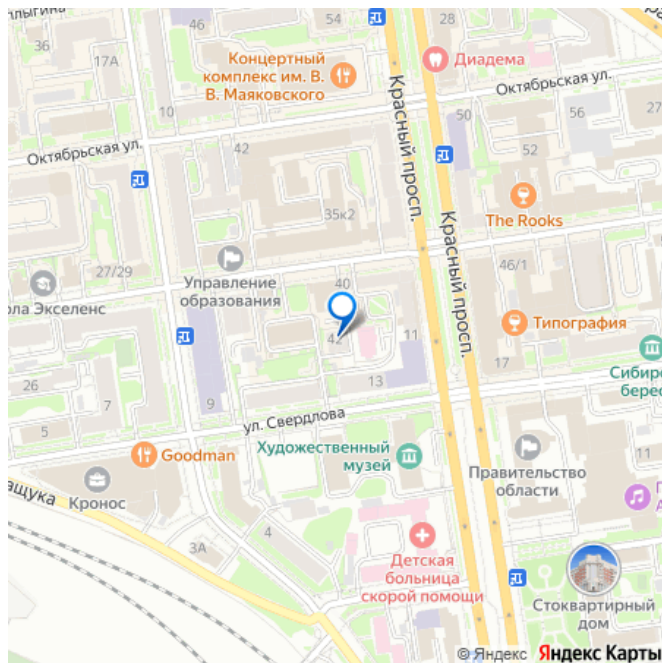 54
28
36
17А
Концертный
комплекс им. В.
В. Маяковского
Диадема
Октябрьская ул.
10
50
56
27
Октябрьская ул.
42
52
Красный просп.
35к2
The Rooks
Красный просп.
27/29
Управление
образования
40
46/1
ола Экселенс
42
11
Типография
17
26
7
9
13
Сибирс
берес
5
ул. Свердлова
Goodman
Художественный
музей
Правительство
области
Кронос
ащука
4
3А
Детская
больница
скорой помощи
Стоквартирный
дом
© Яндекс Яндекс Карты